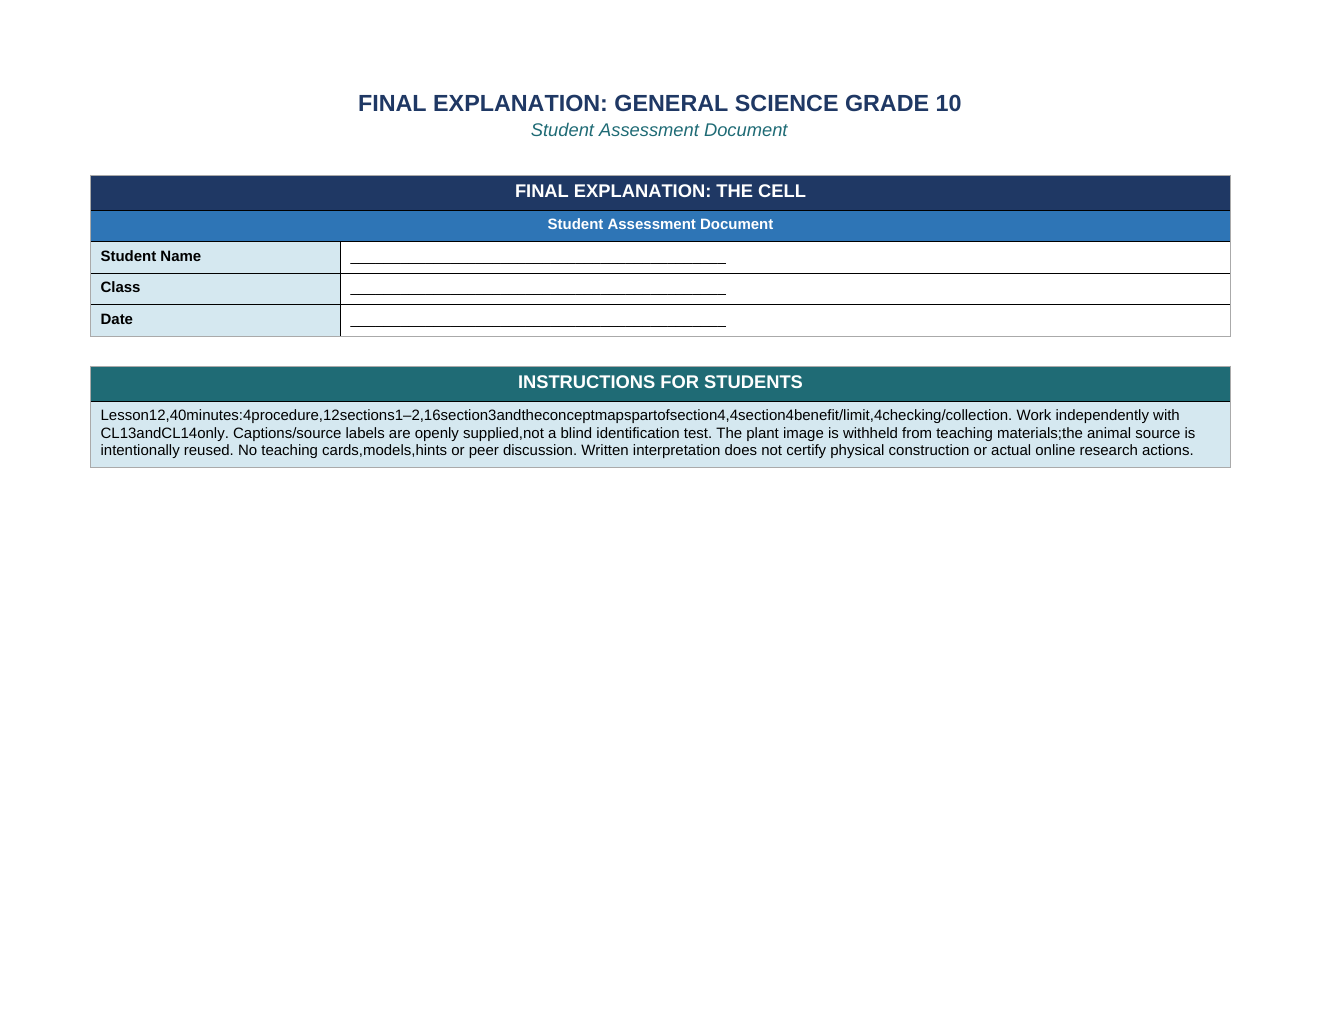 FINAL EXPLANATION: GENERAL SCIENCE GRADE 10
Student Assessment Document
FINAL EXPLANATION: THE CELL
Student Assessment Document
Student Name
Class
Date
INSTRUCTIONS FOR STUDENTS
Lesson12,40minutes:4procedure,12sections1–2,16section3andtheconceptmapspartofsection4,4section4benefit/limit,4checking/collection. Work independently with
CL13andCL14only. Captions/source labels are openly supplied,not a blind identification test. The plant image is withheld from teaching materials;the animal source is
intentionally reused. No teaching cards,models,hints or peer discussion. Written interpretation does not certify physical construction or actual online research actions.